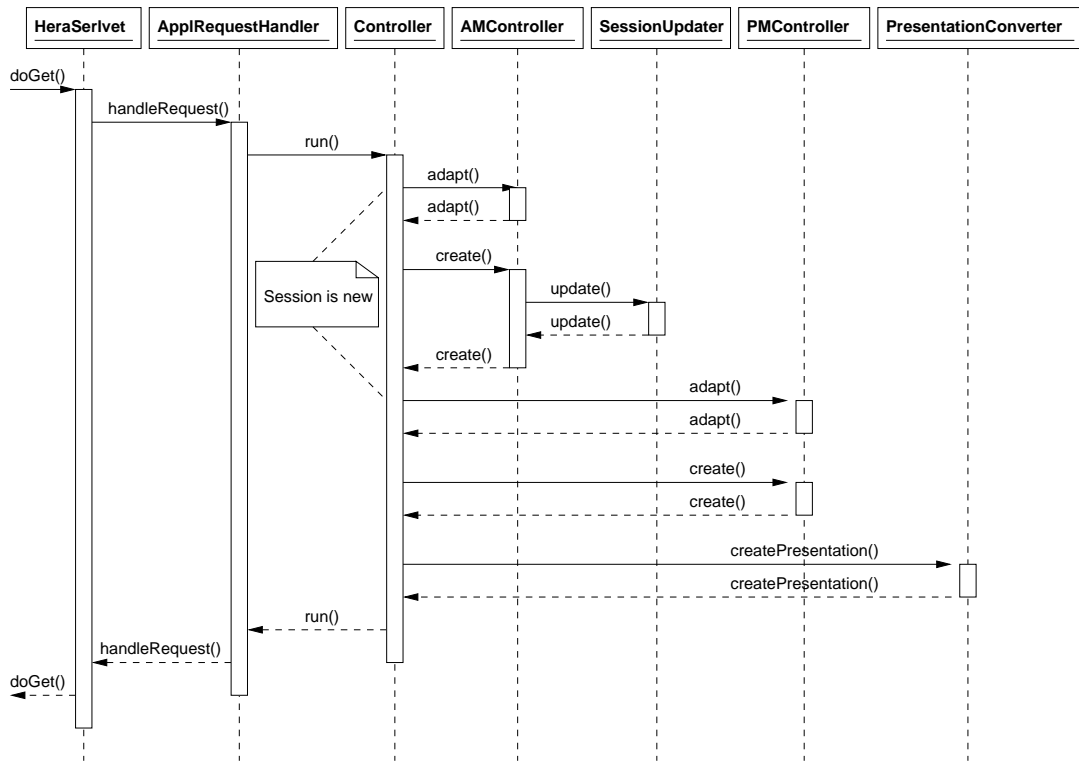 HeraSerlvet
ApplRequestHandler
Controller
AMController
SessionUpdater
PMController
PresentationConverter
doGet()
handleRequest()
run()
adapt()
adapt()
create()
Session is new
update()
update()
create()
adapt()
adapt()
create()
create()
createPresentation()
createPresentation()
run()
handleRequest()
doGet()